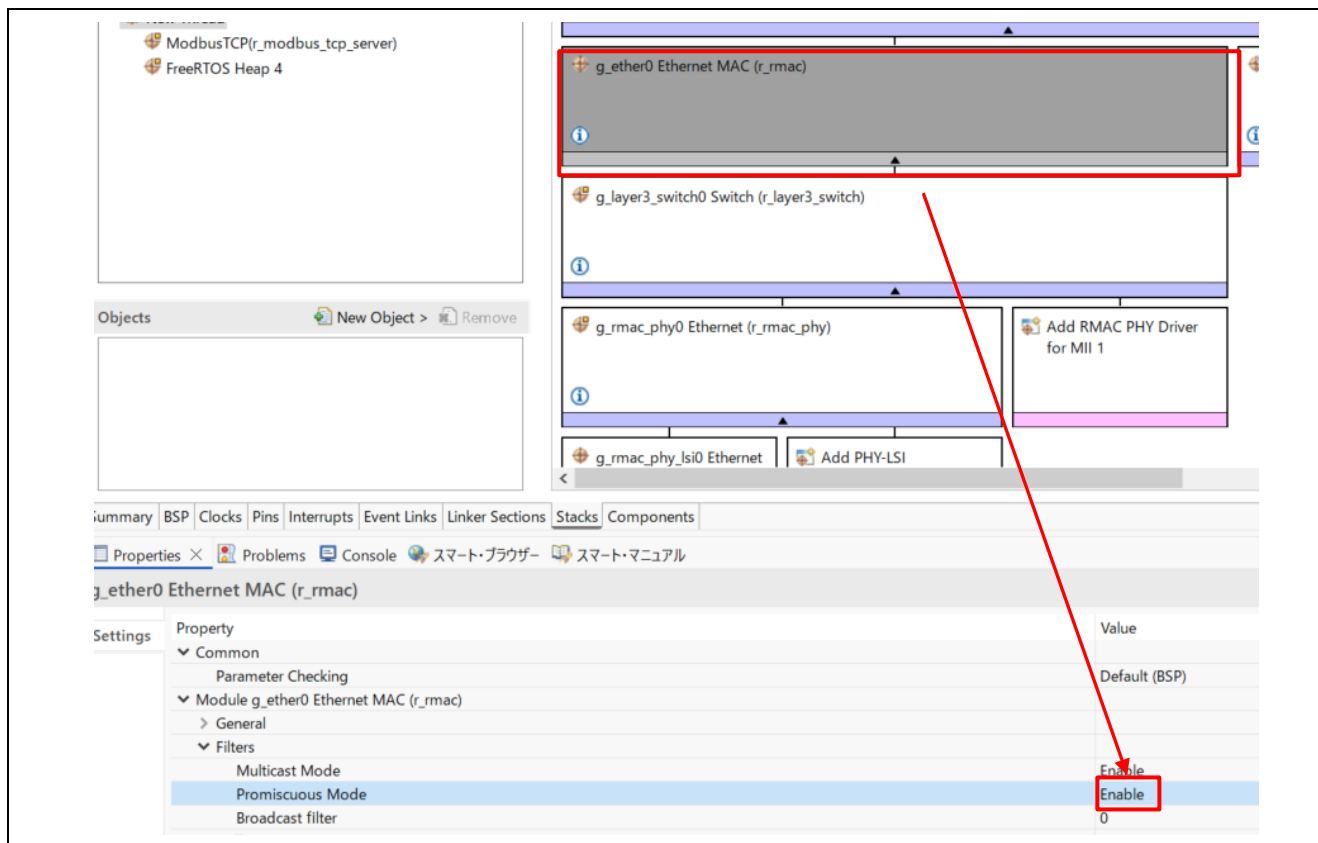 New Thread
ModbusTCP(r_modbus_tcp_server)
FreeRTOS Heap 4
g_ether0 Ethernet MAC (r_rmac)
g_layer3_switch0 Switch (r_layer3_switch)
Objects
New Object >
Remove
g_rmac_phy0 Ethernet (r_rmac_phy)
Add RMAC PHY Driver
for MII 1
g_rmac_phy_lsi0 Ethernet
Add PHY-LSI
Summary BSP Clocks Pins Interrupts Event Links Linker Sections Stacks Components
Properties Problems Console スマート・ブラウザー スマート・マニュアル
g_ether0 Ethernet MAC (r_rmac)
Settings
Property Value
Common
Parameter Checking Default (BSP)
Module g_ether0 Ethernet MAC (r_rmac)
General
Filters
Multicast Mode Enable
Promiscuous Mode Enable
Broadcast filter 0